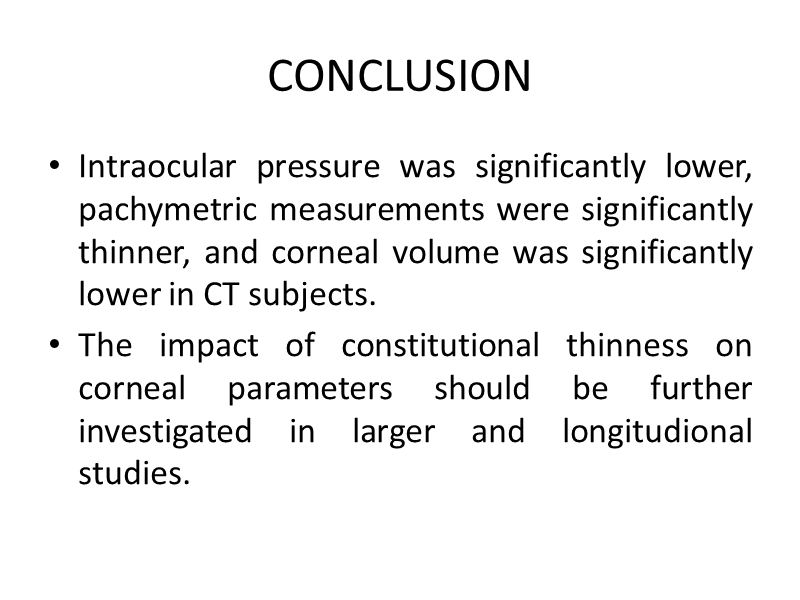 CONCLUSION
• Intraocular pressure was significantly lower,
pachymetric measurements were significantly
thinner, and corneal volume was significantly
lower in CT subjects.
• The impact of constitutional thinness on
corneal parameters should be further
investigated in larger and longitudional
studies.